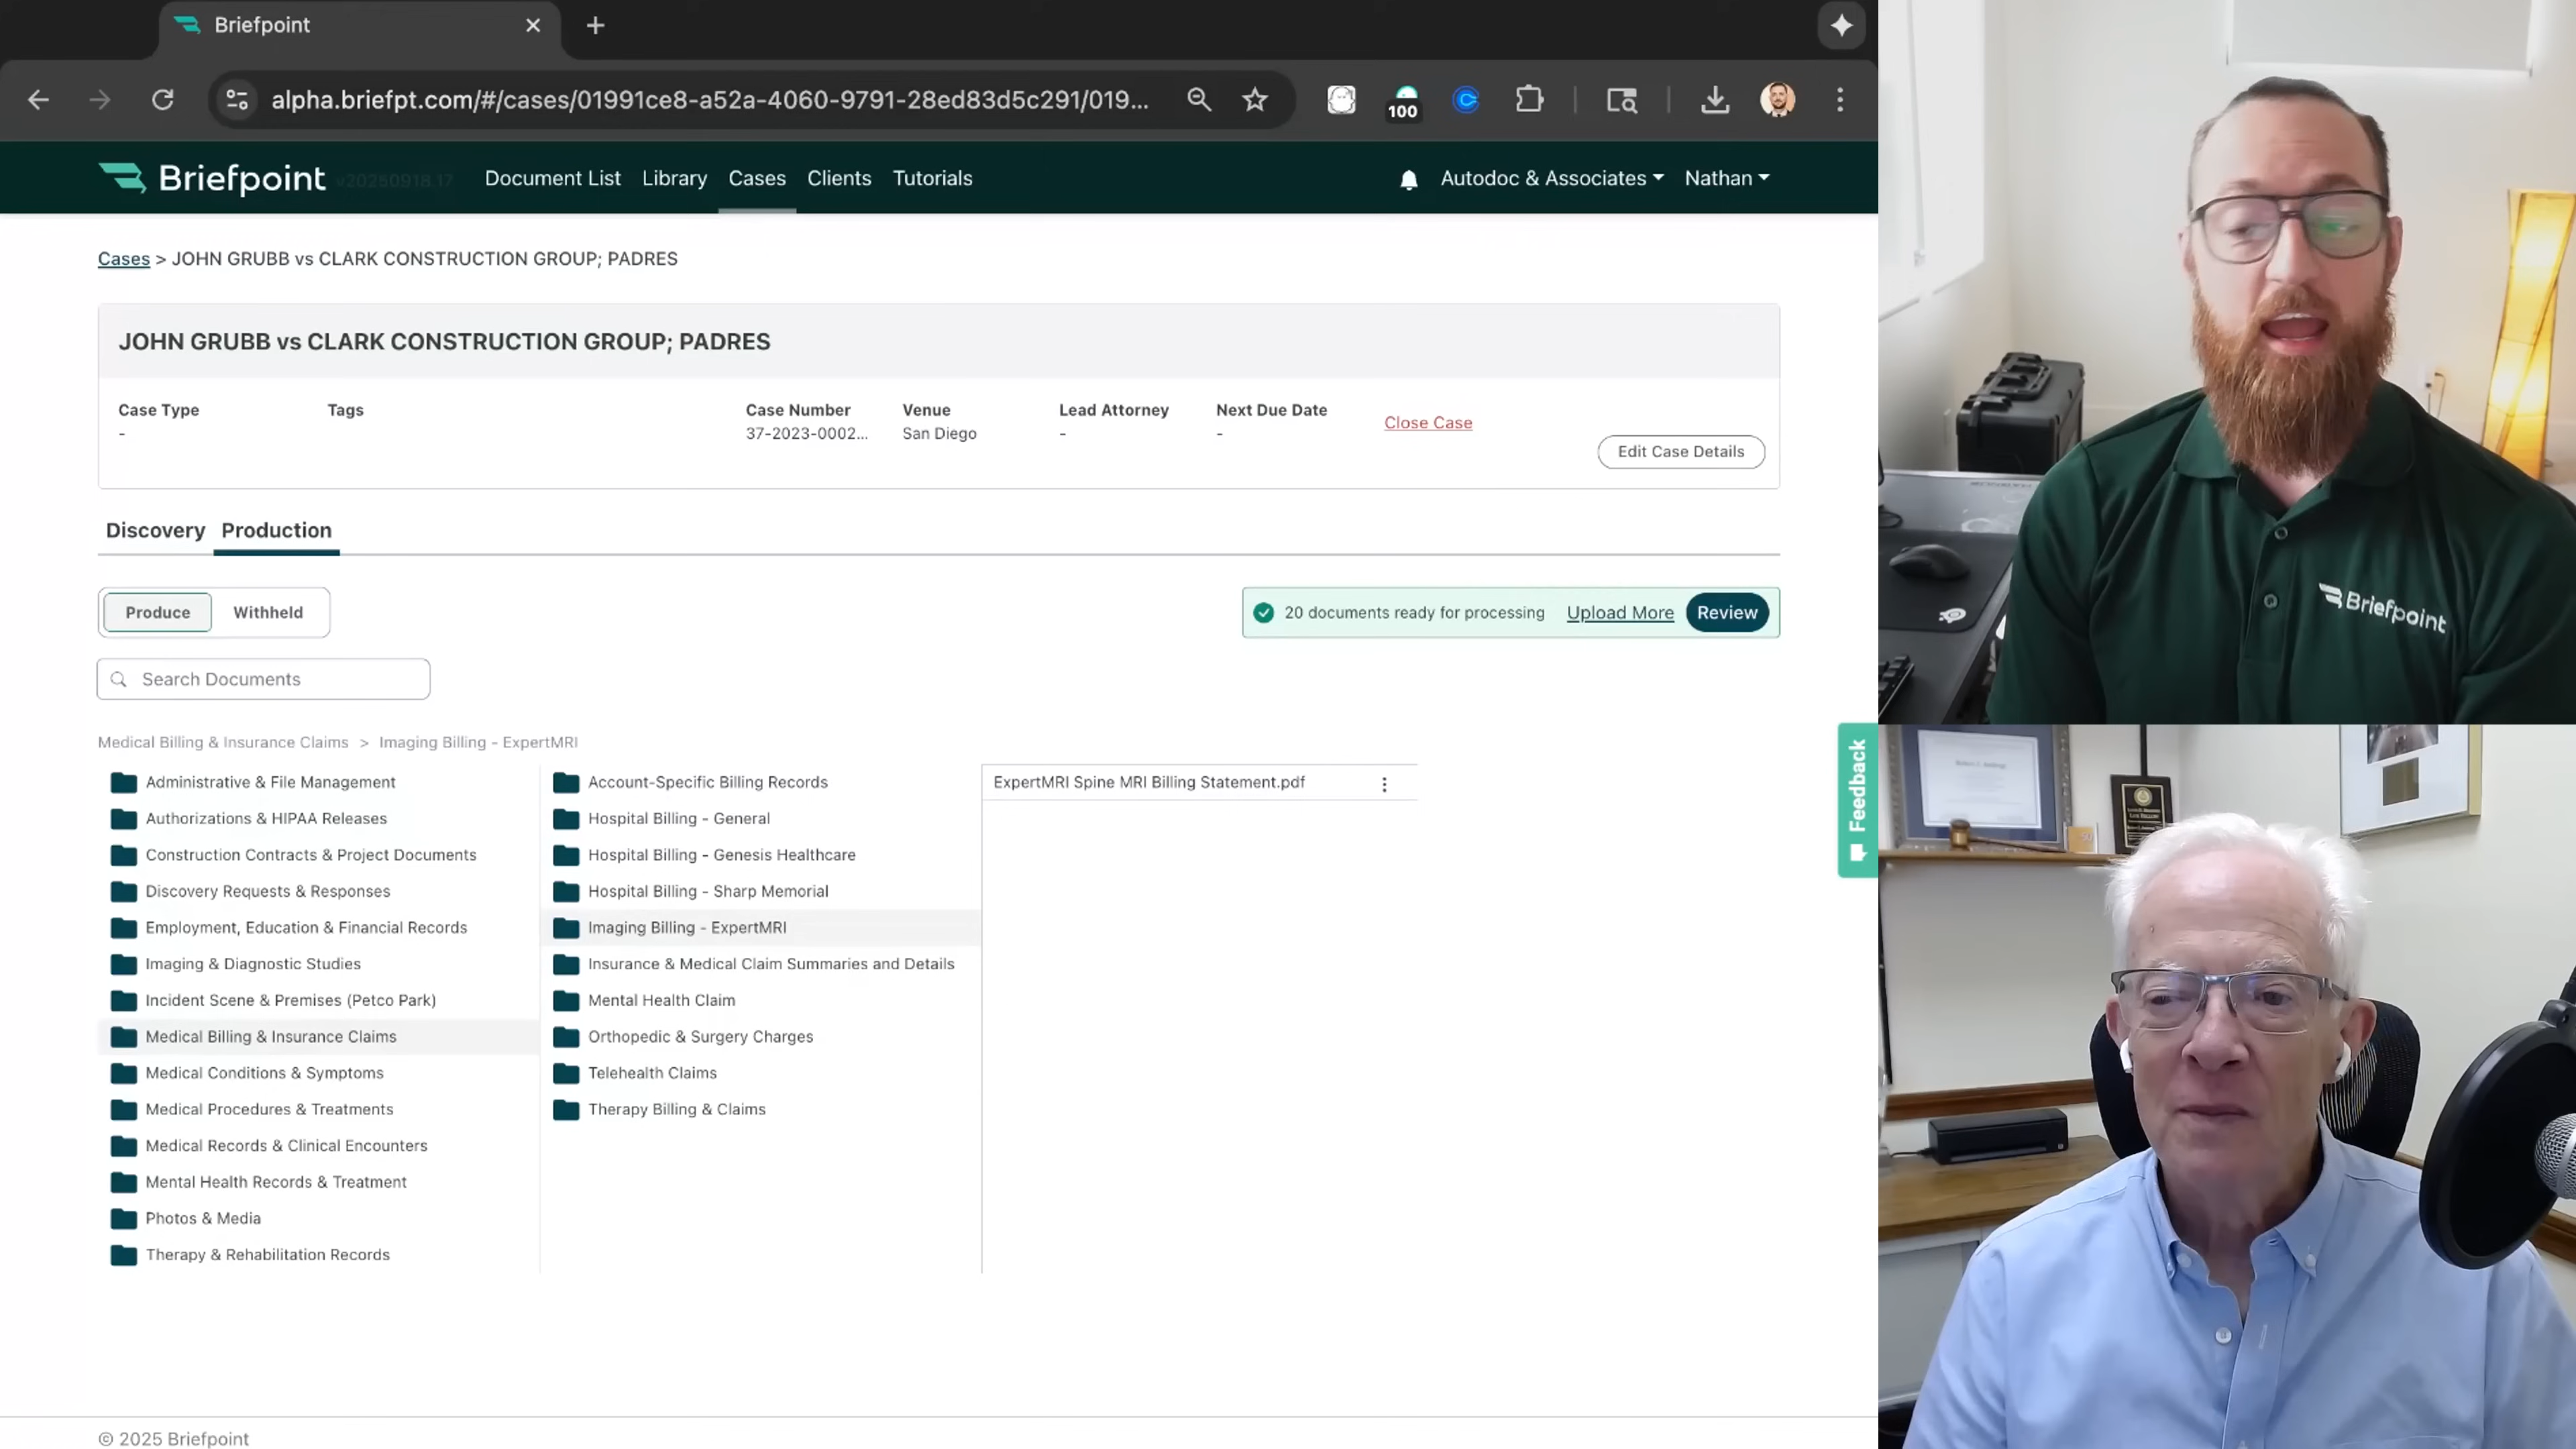 Briefpoint
alpha.briefpt.com/#/cases/01991ce8-a52a-4060-9791-28ed83d5c291/019...
100
Briefpoint v20250918.17 Document List Library Cases Clients Tutorials Autodoc & Associates Nathan
Cases > JOHN GRUBB vs CLARK CONSTRUCTION GROUP; PADRES
JOHN GRUBB vs CLARK CONSTRUCTION GROUP; PADRES
Case Type Tags Case Number Venue Lead Attorney Next Due Date
- 37-2023-0002... San Diego - -
Close Case
Edit Case Details
Discovery Production
Produce Withheld
20 documents ready for processing Upload More Review
Search Documents
Medical Billing & Insurance Claims > Imaging Billing - ExpertMRI
Administrative & File Management
Authorizations & HIPAA Releases
Construction Contracts & Project Documents
Discovery Requests & Responses
Employment, Education & Financial Records
Imaging & Diagnostic Studies
Incident Scene & Premises (Petco Park)
Medical Billing & Insurance Claims
Medical Conditions & Symptoms
Medical Procedures & Treatments
Medical Records & Clinical Encounters
Mental Health Records & Treatment
Photos & Media
Therapy & Rehabilitation Records
Account-Specific Billing Records
Hospital Billing - General
Hospital Billing - Genesis Healthcare
Hospital Billing - Sharp Memorial
Imaging Billing - ExpertMRI
Insurance & Medical Claim Summaries and Details
Mental Health Claim
Orthopedic & Surgery Charges
Telehealth Claims
Therapy Billing & Claims
ExpertMRI Spine MRI Billing Statement.pdf
Feedback
© 2025 Briefpoint
Briefpoint